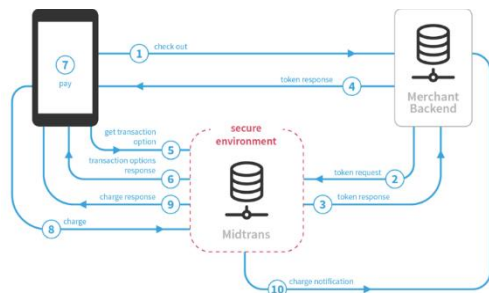 1
check out
7
pay
token response
4
Merchant
Backend
get transaction
option
5
secure
environment
transaction options
response
6
token request
2
charge response
9
3
token response
8
charge
Midtrans
10
charge notification